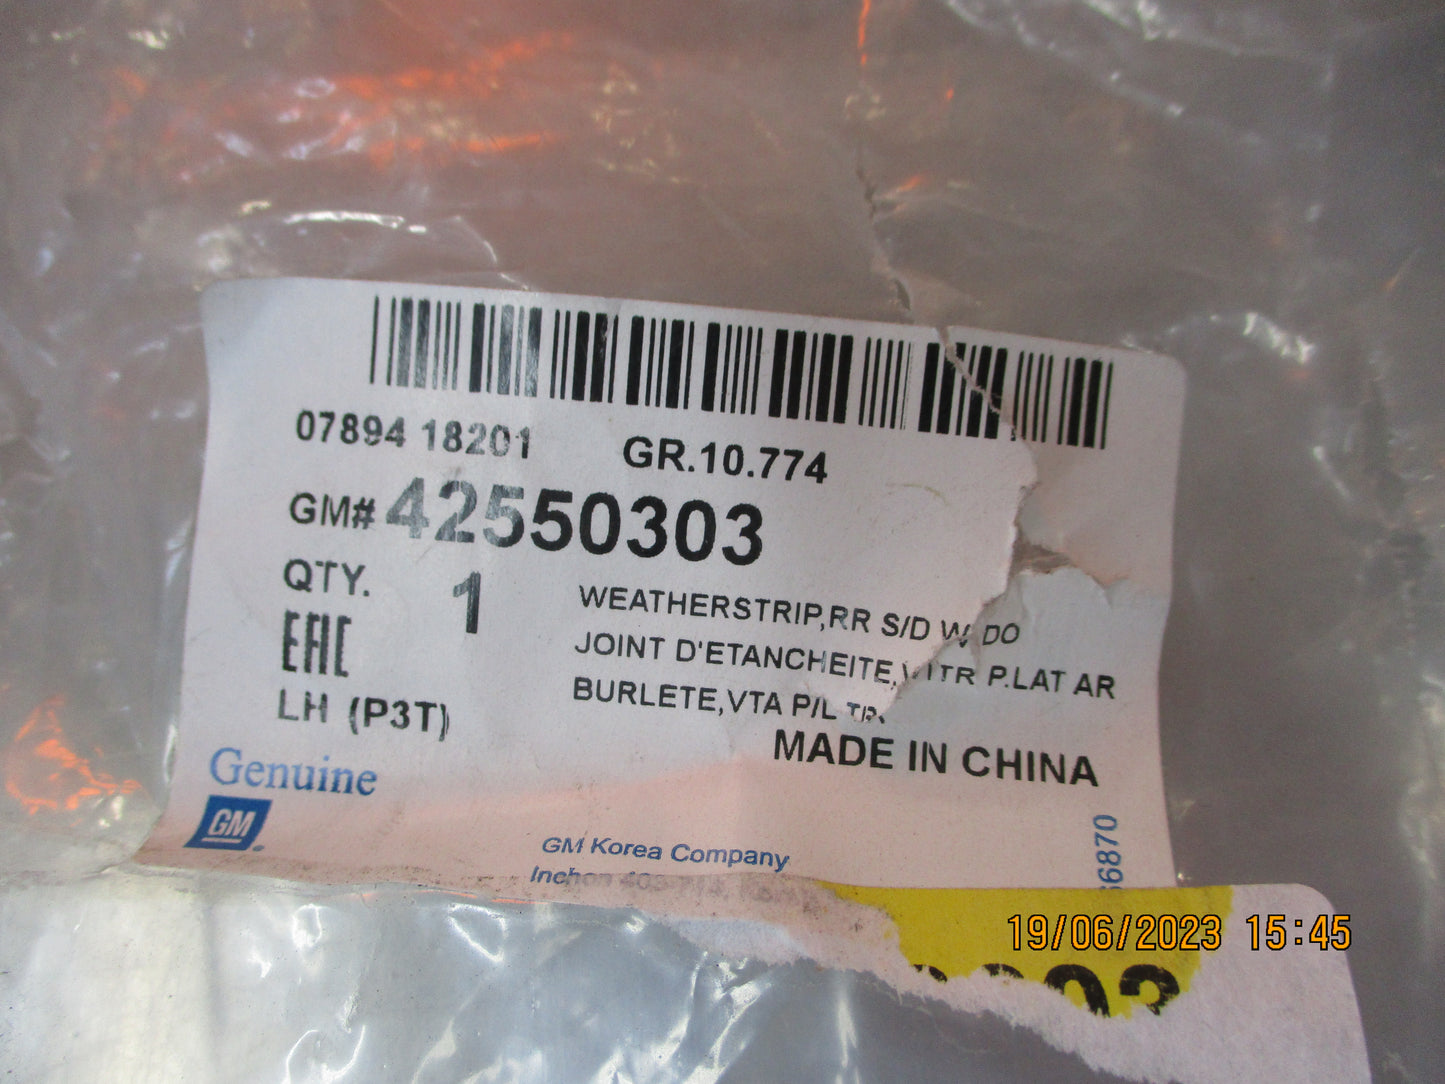 07894 18201 GR.10.774
GM# 42550303
QTY. 1
EAC
LH (P3T)
WEATHERSTRIP,RR S/D
JOINT D'ETANCHEITE, P.LAT AR
BURLETE,VTA P/L
MADE IN CHINA
Genuine
GM
GM Korea Company
Inchon
66870
19/06/2023 15:45